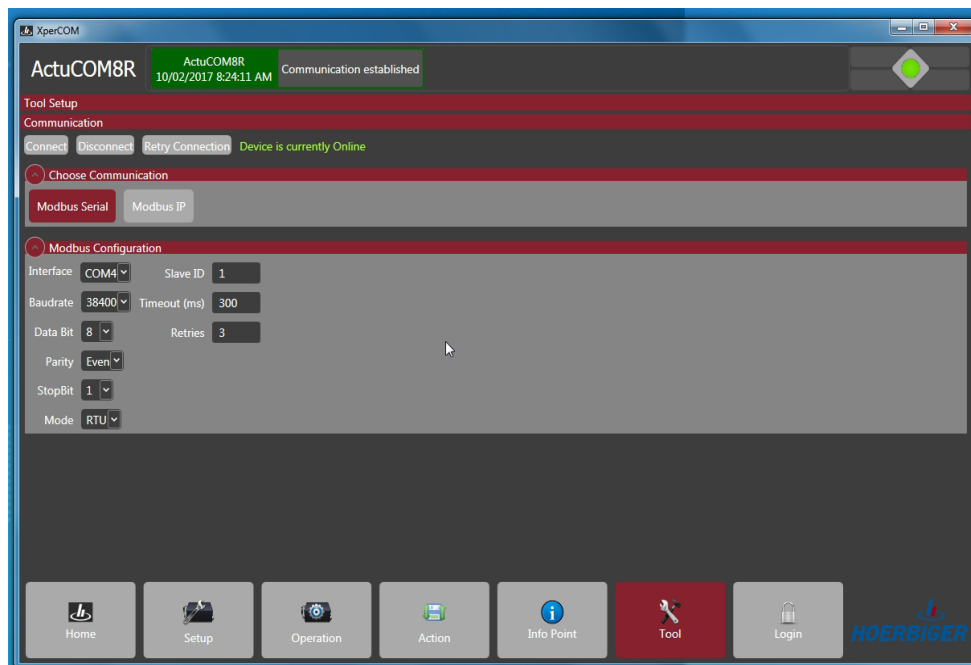 XperCOM
ActuCOM8R
ActuCOM8R
10/02/2017 8:24:11 AM
Communication established
Tool Setup
Communication
Connect Disconnect Retry Connection Device is currently Online
Choose Communication
Modbus Serial Modbus IP
Modbus Configuration
Interface COM4 Slave ID 1
Baudrate 38400 Timeout (ms) 300
Data Bit 8 Retries 3
Parity Even
StopBit 1
Mode RTU
Home Setup Operation Action Info Point Tool Login
HOERBIGER